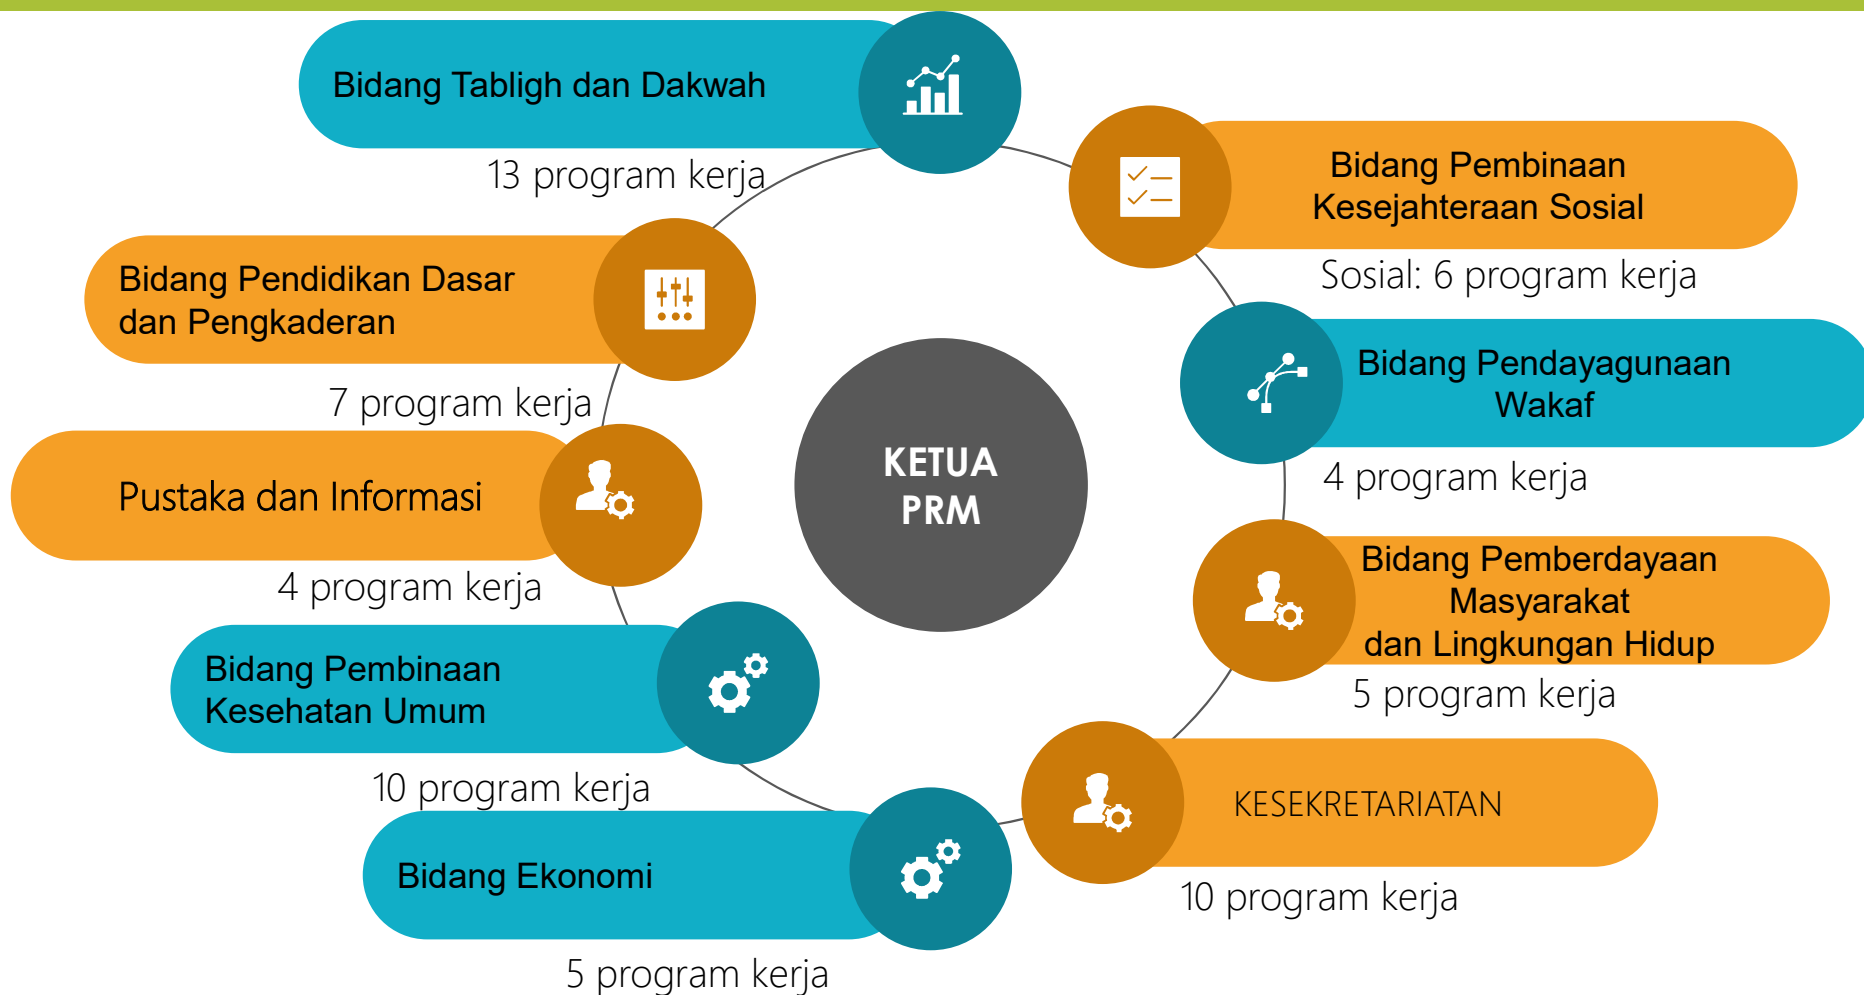 Bidang Tabligh dan Dakwah
13 program kerja
Bidang Pendidikan Dasar
dan Pengkaderan
7 program kerja
Pustaka dan Informasi
4 program kerja
Bidang Pembinaan
Kesehatan Umum
10 program kerja
Bidang Ekonomi
5 program kerja
KETUA
PRM
Bidang Pembinaan
Kesejahteraan Sosial
Sosial: 6 program kerja
Bidang Pendayagunaan
Wakaf
4 program kerja
Bidang Pemberdayaan
Masyarakat
dan Lingkungan Hidup
5 program kerja
KESEKRETARIATAN
10 program kerja